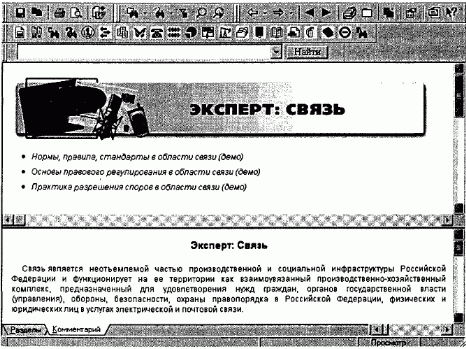 Найти
ЭКСПЕРТ: СВЯЗЬ
• Нормы, правила, стандарты в области связи (демо)
• Основы правового регулирования в области связи (демо)
• Практика разрешения споров в области связи (демо)
Эксперт: Связь
Связь является неотъемлемой частью производственной и социальной инфраструктуры Российской
Федерации и функционирует на ее территории как взаимоувязанный производственно-хозяйственный
комплекс, предназначенный для удовлетворения нужд граждан, органов государственной власти
(управления), обороны, безопасности, охраны правопорядка в Российской Федерации, физических и
юридических лиц в услугах электрической и почтовой связи.
Разделы Комментарий
Просмотр